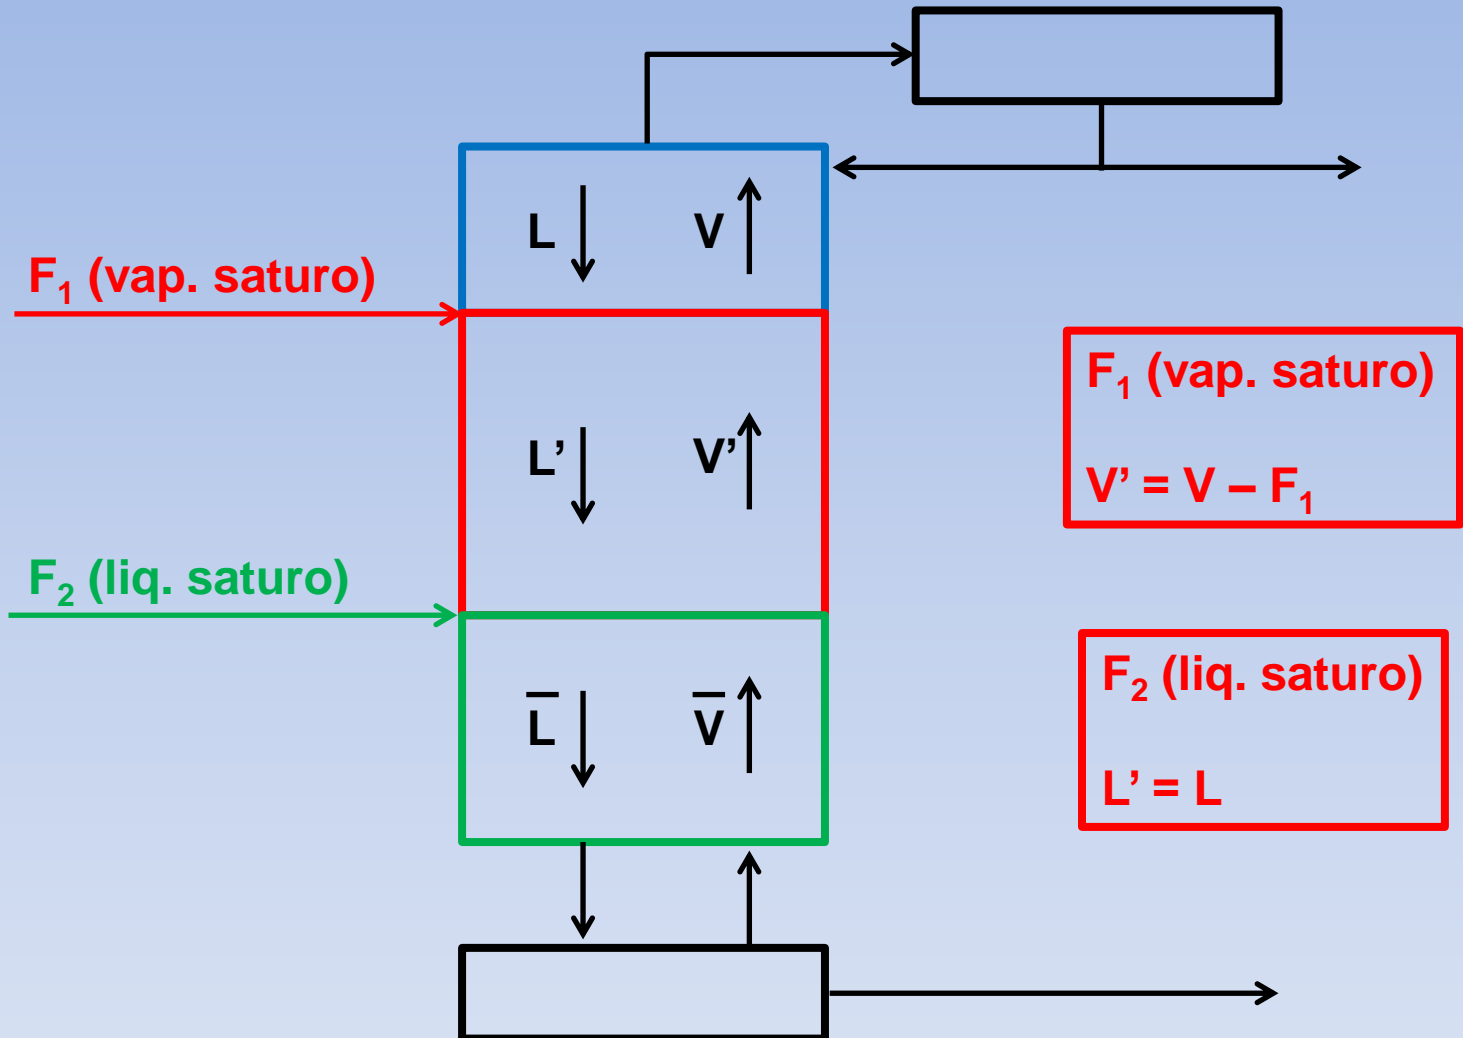 L V
F₁ (vap. saturo)
F₁ (vap. saturo)
L’ V’
V’ = V – F₁
F₂ (liq. saturo)
F₂ (liq. saturo)
L̅ V̅
L’ = L